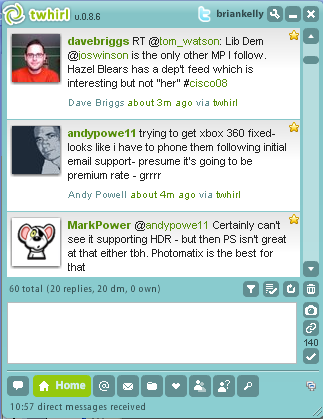 twhirl v.0.8.6 briankelly
davebriggs RT @tom_watson: Lib Dem
@joswinson is the only other MP I follow.
Hazel Blears has a dep't feed which is
interesting but not "her" #cisco08
Dave Briggs about 3m ago via twhirl
andypowe11 trying to get xbox 360 fixed-
looks like i have to phone them following initial
email support- presume it's going to be
premium rate - grrr
Andy Powell about 4m ago via twhirl
MarkPower @andypowe11 Certainly can't
see it supporting HDR - but then PS isn't great
at that either tbh. Photomatix is the best for
that
60 total (20 replies, 20 dm, 0 own)
140
Home @
10:57 direct messages received